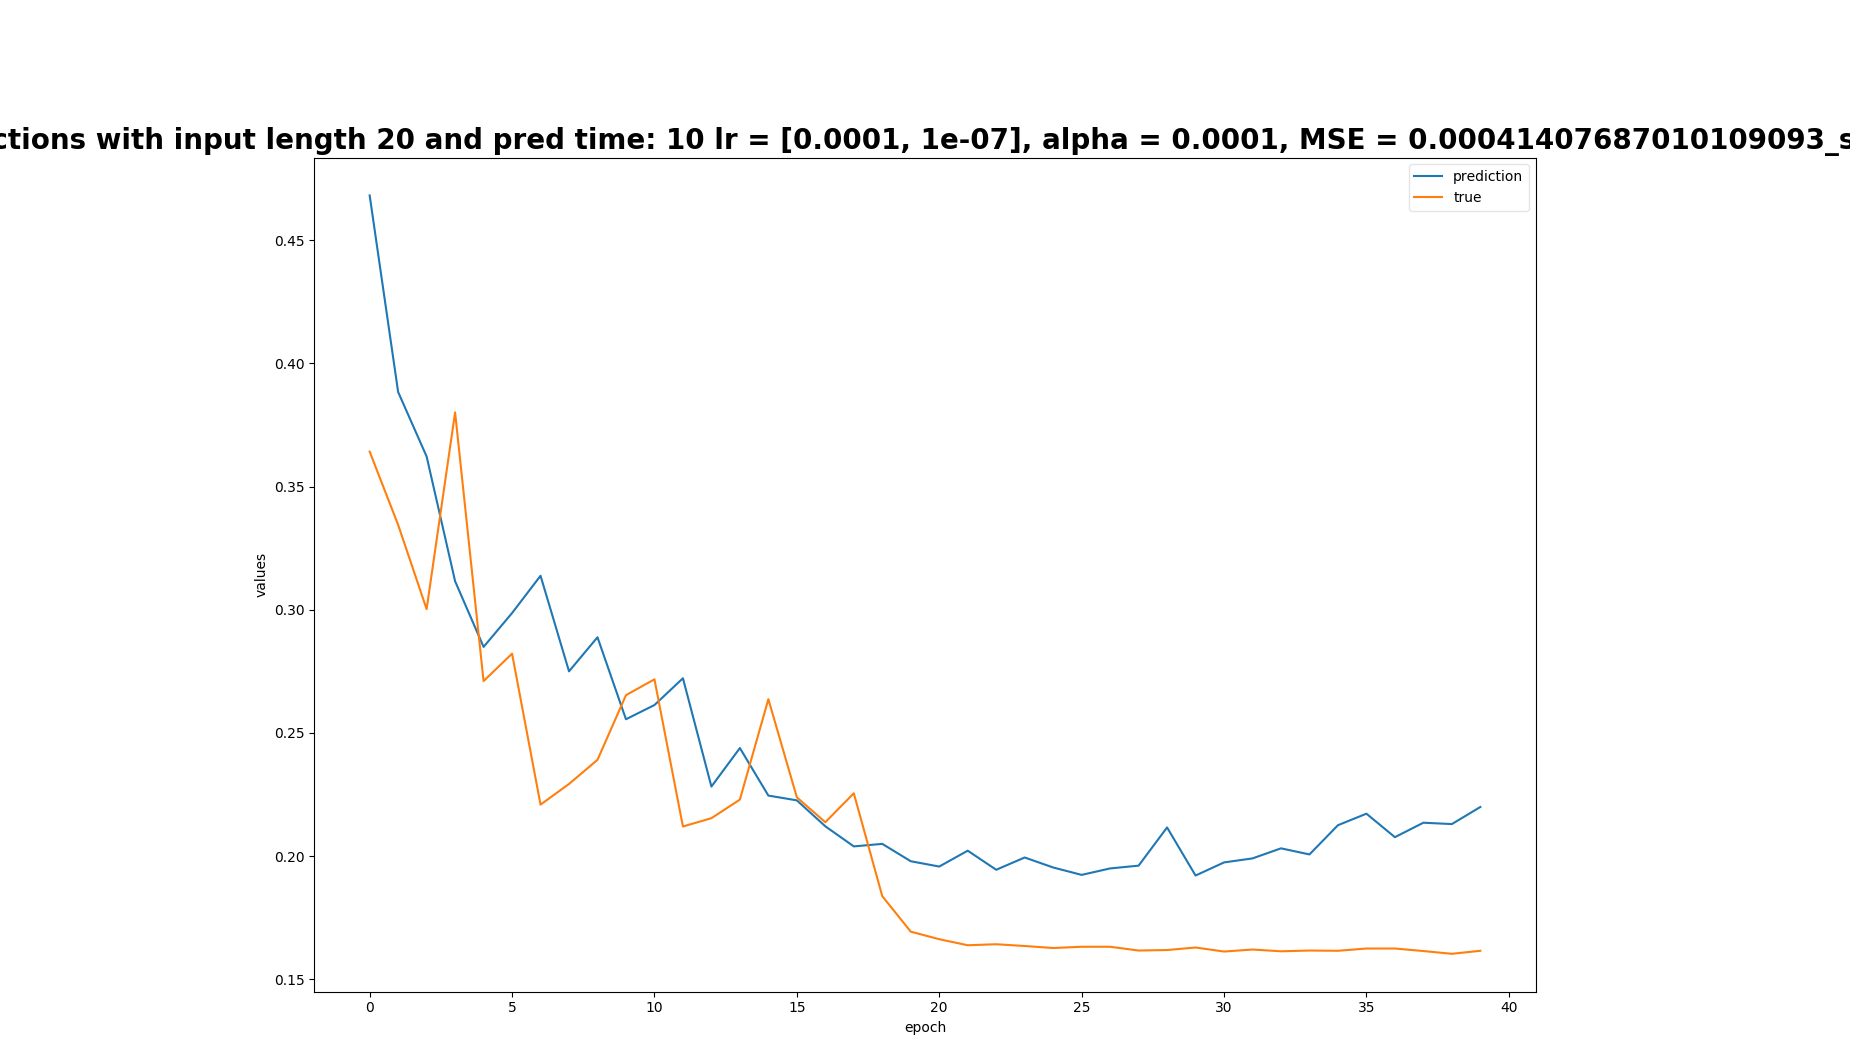 ctions with input length 20 and pred time: 10 lr = [0.0001, 1e-07], alpha = 0.0001, MSE = 0.00041407687010109093_s
prediction
true
0.45
0.40
0.35
0.30
0.25
0.20
0.15
values
0 5 10 15 20 25 30 35 40
epoch